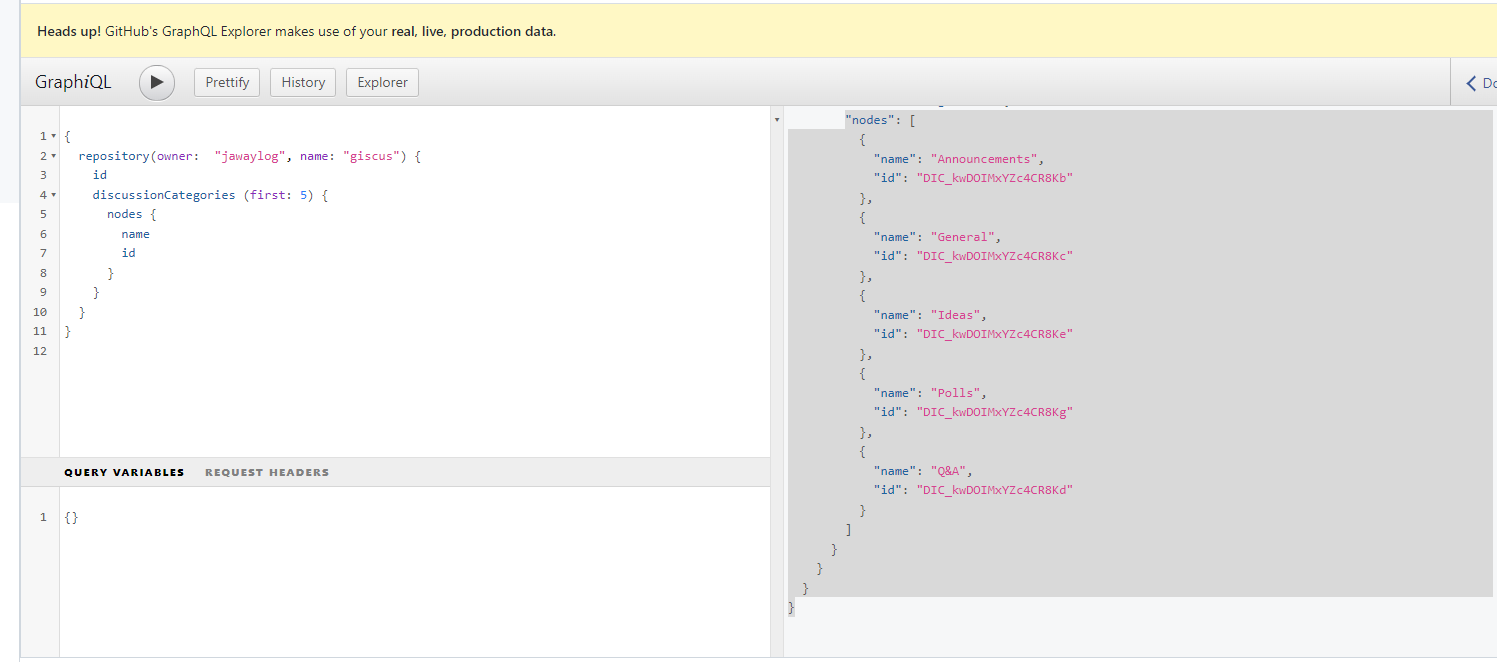 Heads up! GitHub's GraphQL Explorer makes use of your real, live, production data.
GraphiQL
Prettify
History
Explorer
1 {
2 repository(owner:  "jawaylog", name: "giscus") {
3 id
4 discussionCategories (first: 5) {
5 nodes {
6 name
7 id
8 }
9 }
10 }
11 }
12
QUERY VARIABLES REQUEST HEADERS
1 {}
"nodes": [
{
"name": "Announcements",
"id": "DIC_kwDOIMxYZc4CR8Kb"
},
{
"name": "General",
"id": "DIC_kwDOIMxYZc4CR8Kc"
},
{
"name": "Ideas",
"id": "DIC_kwDOIMxYZc4CR8Ke"
},
{
"name": "Polls",
"id": "DIC_kwDOIMxYZc4CR8Kg"
},
{
"name": "Q&A",
"id": "DIC_kwDOIMxYZc4CR8Kd"
}
]
}
}
}
}